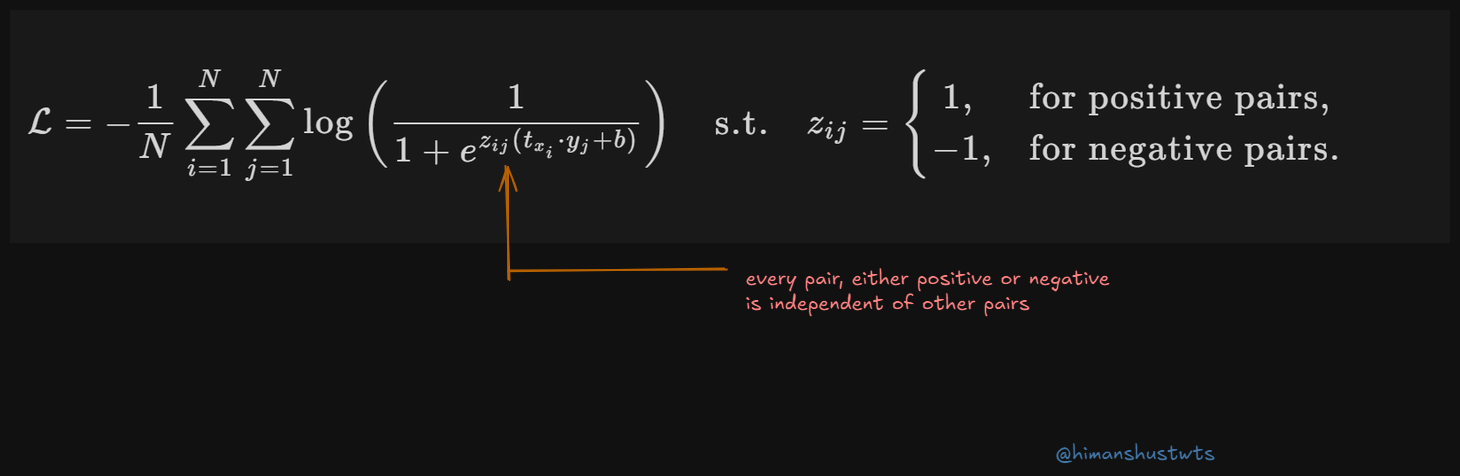 $\mathcal{L} = -\frac{1}{N} \sum_{i=1}^{N} \sum_{j=1}^{N} \log \left( \frac{1}{1 + e^{z_{ij}(t_{x_i} \cdot y_j + b)}} \right) \quad \text{s.t.} \quad z_{ij} = \begin{cases} 1, & \text{for positive pairs,} \\ -1, & \text{for negative pairs.} \end{cases}$
every pair, either positive or negative
is independent of other pairs
@himanshustwts